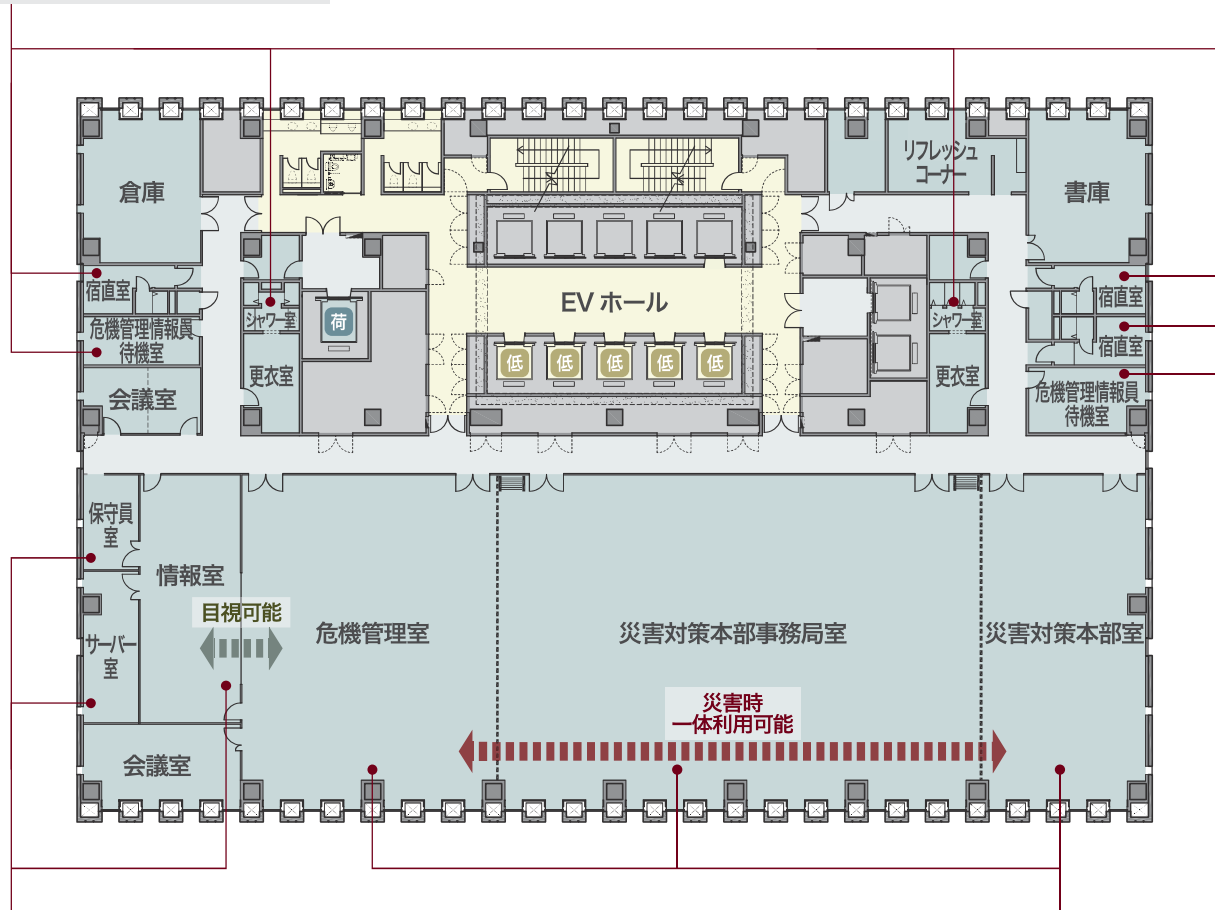 リフレッシュ
コーナー
倉庫
書庫
宿直室
宿直室
EV ホール
荷
シャワー室
シャワー室
危機管理情報員
待機室
宿直室
低
低
低
低
低
更衣室
更衣室
会議室
危機管理情報員
待機室
保守員
室
情報室
目視可能
危機管理室
災害対策本部事務局室
災害対策本部室
サーバー
室
災害時
一体利用可能
会議室